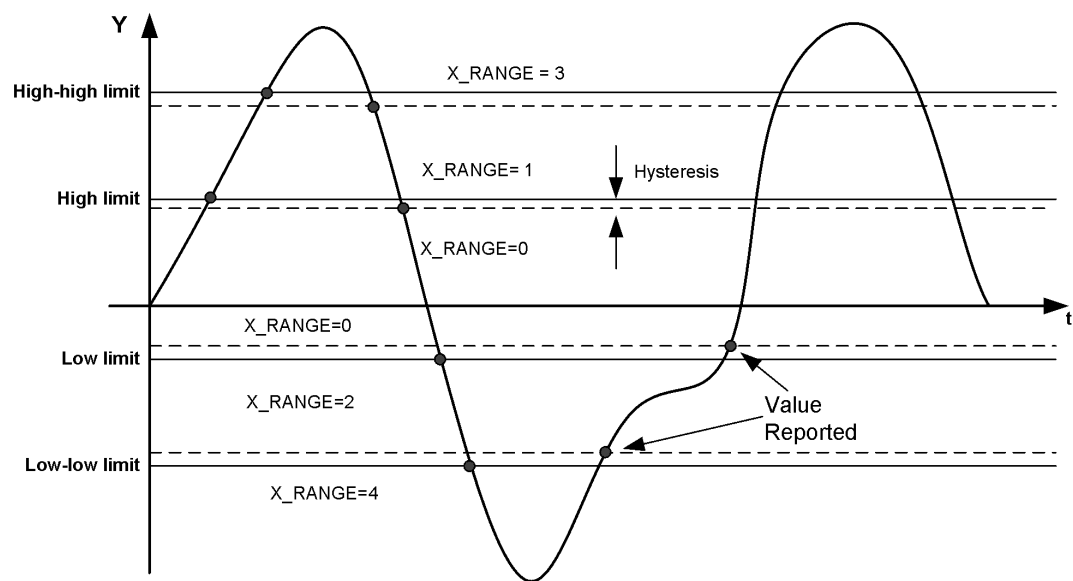 Y
X_RANGE = 3
High-high limit
X_RANGE= 1
Hysteresis
High limit
X_RANGE=0
t
X_RANGE=0
Low limit
X_RANGE=2
Value
Reported
Low-low limit
X_RANGE=4